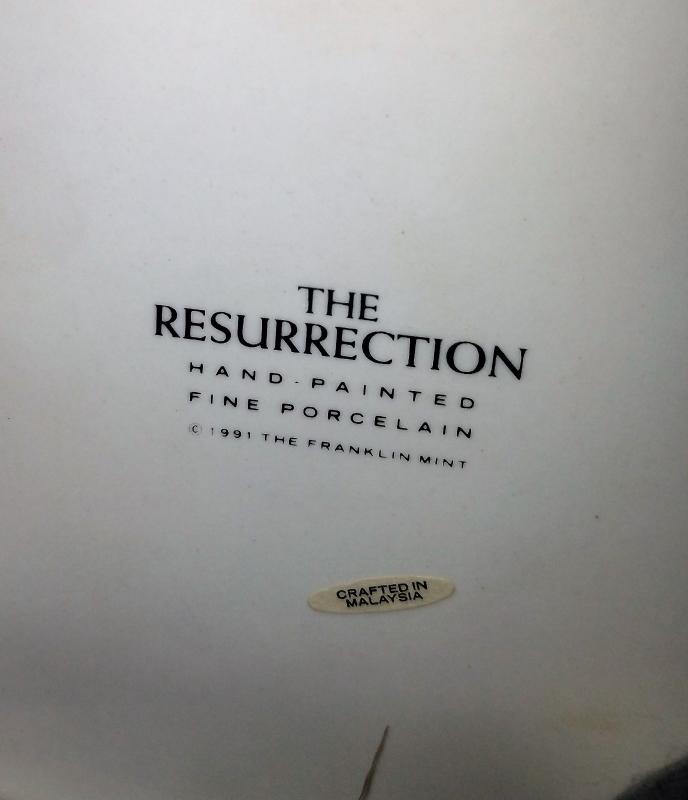 THE
RESURRECTION
HAND-PAINTED
FINE PORCELAIN
© 1991 THE FRANKLIN MINT
CRAFTED IN
MALAYSIA